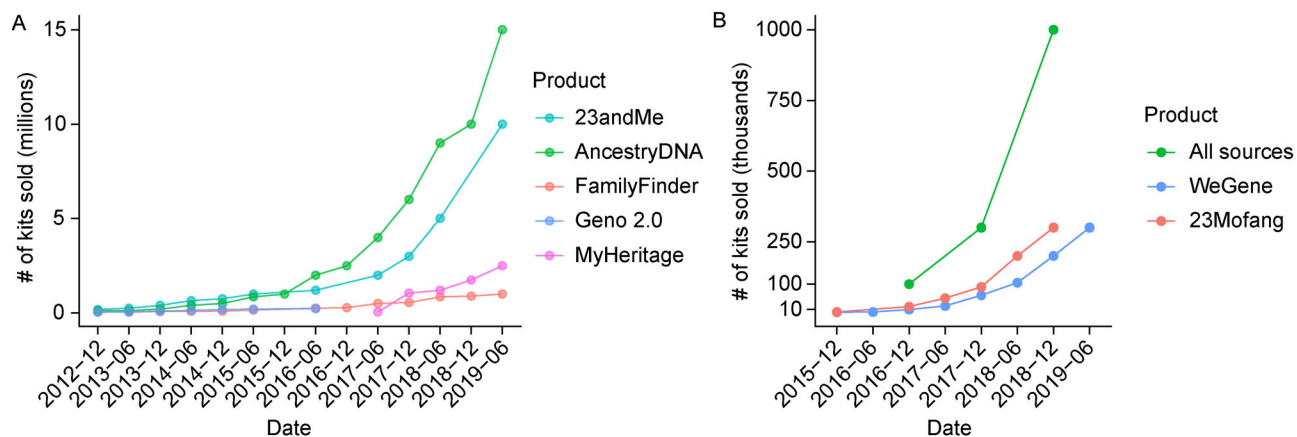 A
# of kits sold (millions)
15
10
5
0
2012−12
2013−06
2013−12
2014−06
2014−12
2015−06
2015−12
2016−06
2016−12
2017−06
2017−12
2018−06
2018−12
2019−06
Date
Product
23andMe
AncestryDNA
FamilyFinder
Geno 2.0
MyHeritage
B
# of kits sold (thousands)
1000
750
500
250
100
10
2015−12
2016−06
2016−12
2017−06
2017−12
2018−06
2018−12
2019−06
Date
Product
All sources
WeGene
23Mofang